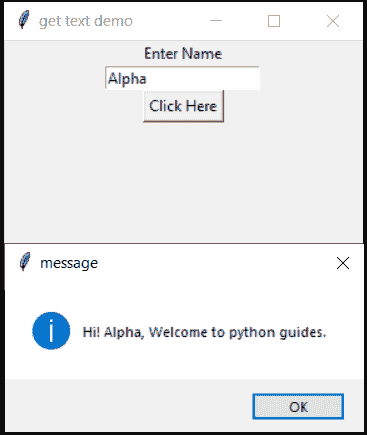 get text demo
Enter Name
Alpha
Click Here
message
Hi! Alpha, Welcome to python guides.
OK